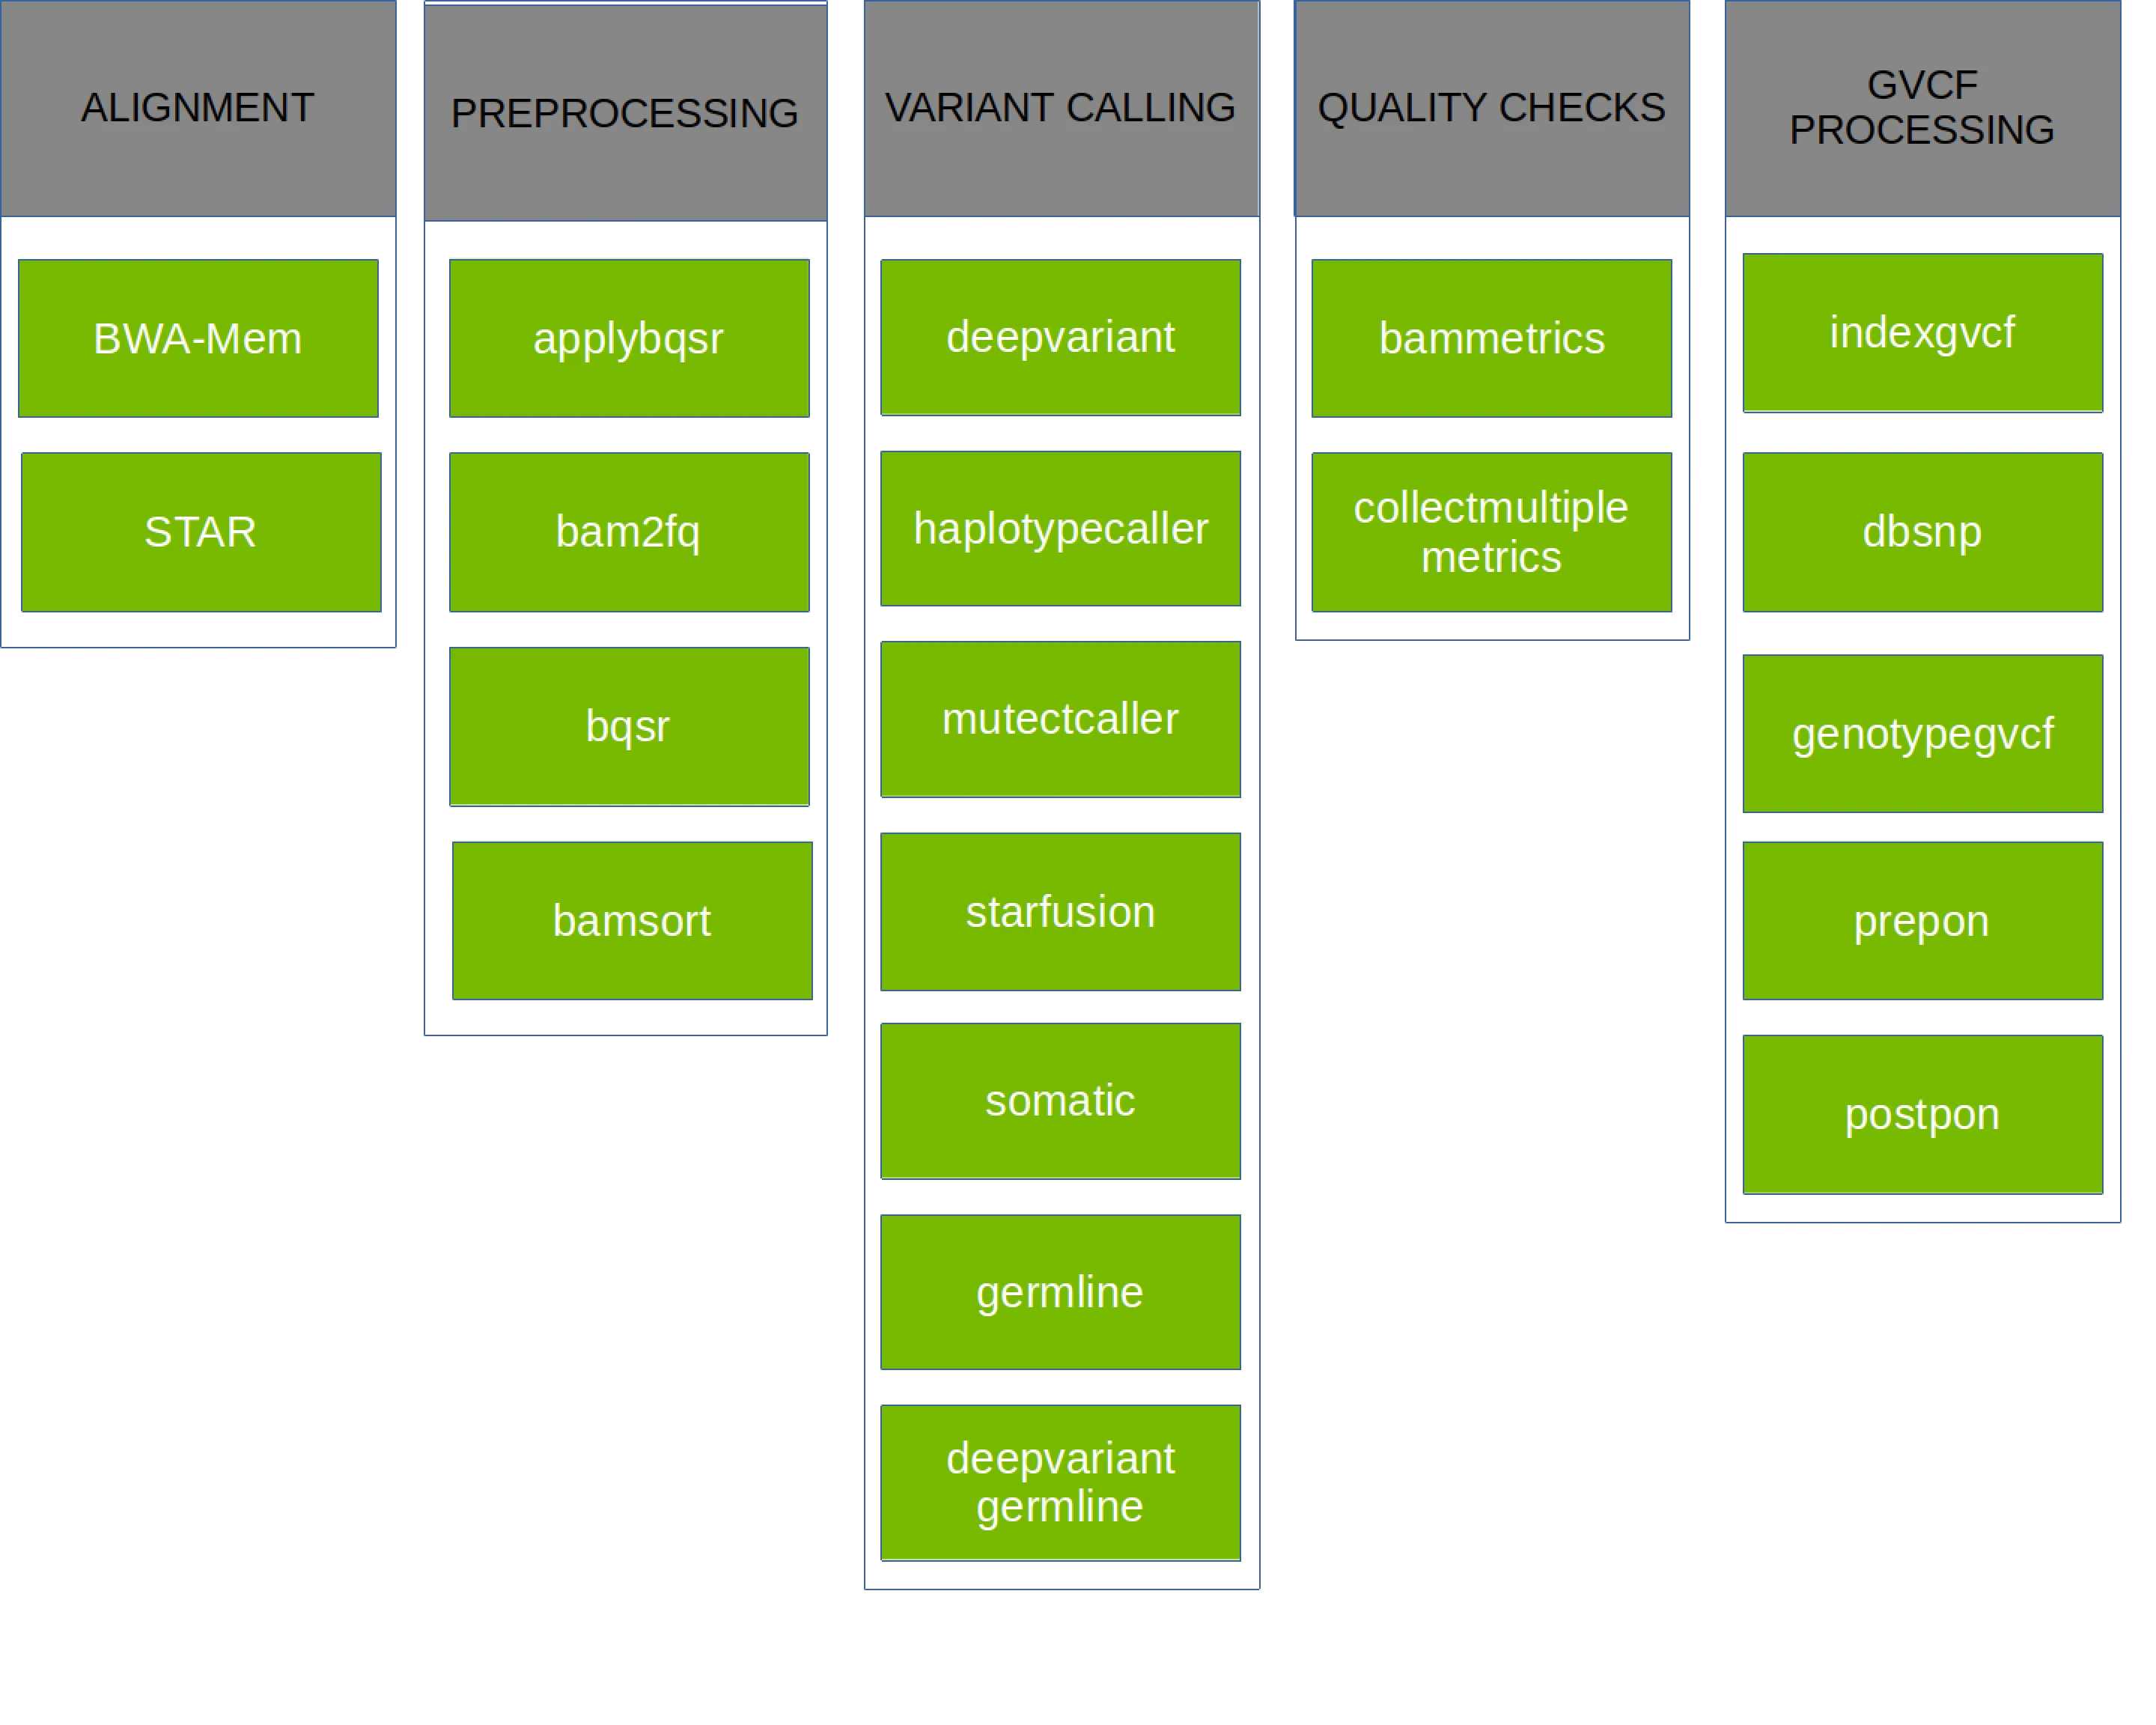 ALIGNMENT
BWA-Mem
STAR
PREPROCESSING
applybqsr
bam2fq
bqsr
bamsort
VARIANT CALLING
deepvariant
haplotypecaller
mutectcaller
starfusion
somatic
germline
deepvariant
germline
QUALITY CHECKS
bammetrics
collectmultiple
metrics
GVCF
PROCESSING
indexgvcf
dbsnp
genotypegvcf
prepon
postpon